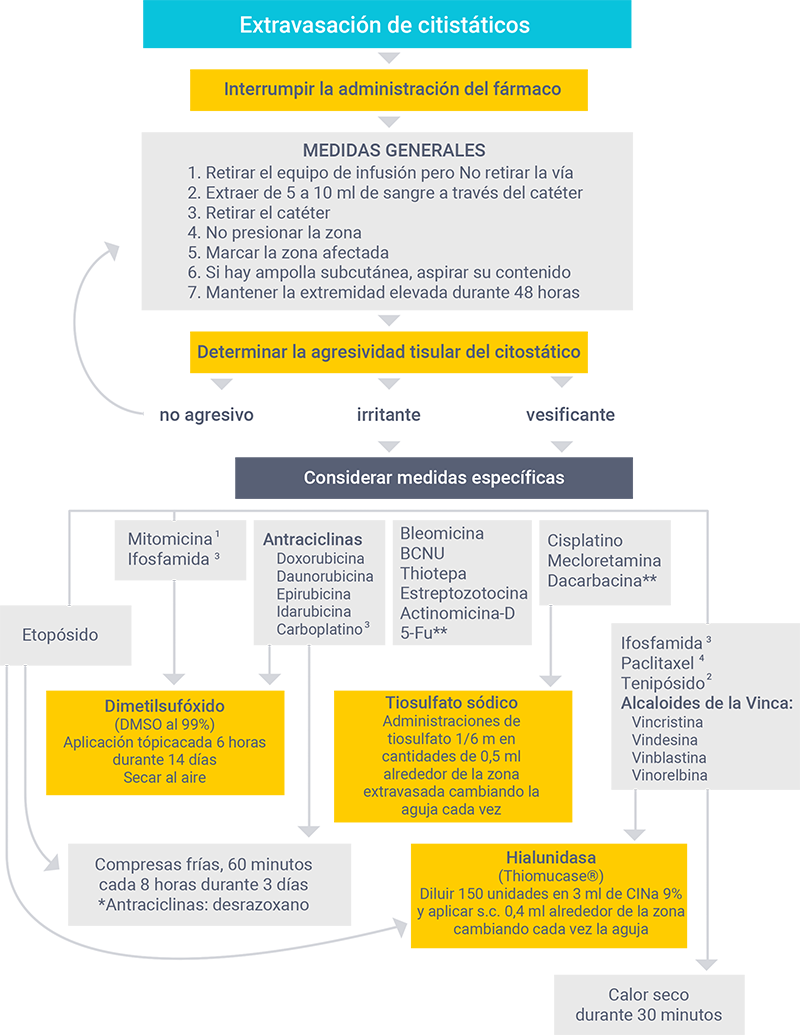 Extravasación de citistáticos
Interrumpir la administración del fármaco
MEDIDAS GENERALES
1. Retirar el equipo de infusión pero No retirar la vía
2. Extraer de 5 a 10 ml de sangre a través del catéter
3. Retirar el catéter
4. No presionar la zona
5. Marcar la zona afectada
6. Si hay ampolla subcutánea, aspirar su contenido
7. Mantener la extremidad elevada durante 48 horas
Determinar la agresividad tisular del citostático
no agresivo
irritante
vesificante
Considerar medidas específicas
Mitomicina ¹
Ifosfamida ³
Antraciclinas
Doxorubicina
Daunorubicina
Epirubicina
Idarubicina
Carboplatino ³
Bleomicina
BCNU
Thiotepa
Estreptozotocina
Actinomicina-D
5-Fu**
Cisplatino
Mecloretamina
Dacarbacina**
Etopósido
Ifosfamida ³
Paclitaxel ⁴
Tenipósido ²
Alcaloides de la Vinca:
Vincristina
Vindesina
Vinblastina
Vinorelbina
Dimetilsufóxido
(DMSO al 99%)
Aplicación tópicacada 6 horas
durante 14 días
Secar al aire
Tiosulfato sódico
Administraciones de
tiosulfato 1/6 m en
cantidades de 0,5 ml
alrededor de la zona
extravasada cambiando la
aguja cada vez
Compresas frías, 60 minutos
cada 8 horas durante 3 días
*Antraciclinas: desrazoxano
Hialunidasa
(Thiomucase®)
Diluir 150 unidades en 3 ml de CINa 9%
y aplicar s.c. 0,4 ml alrededor de la zona
cambiando cada vez la aguja
Calor seco
durante 30 minutos